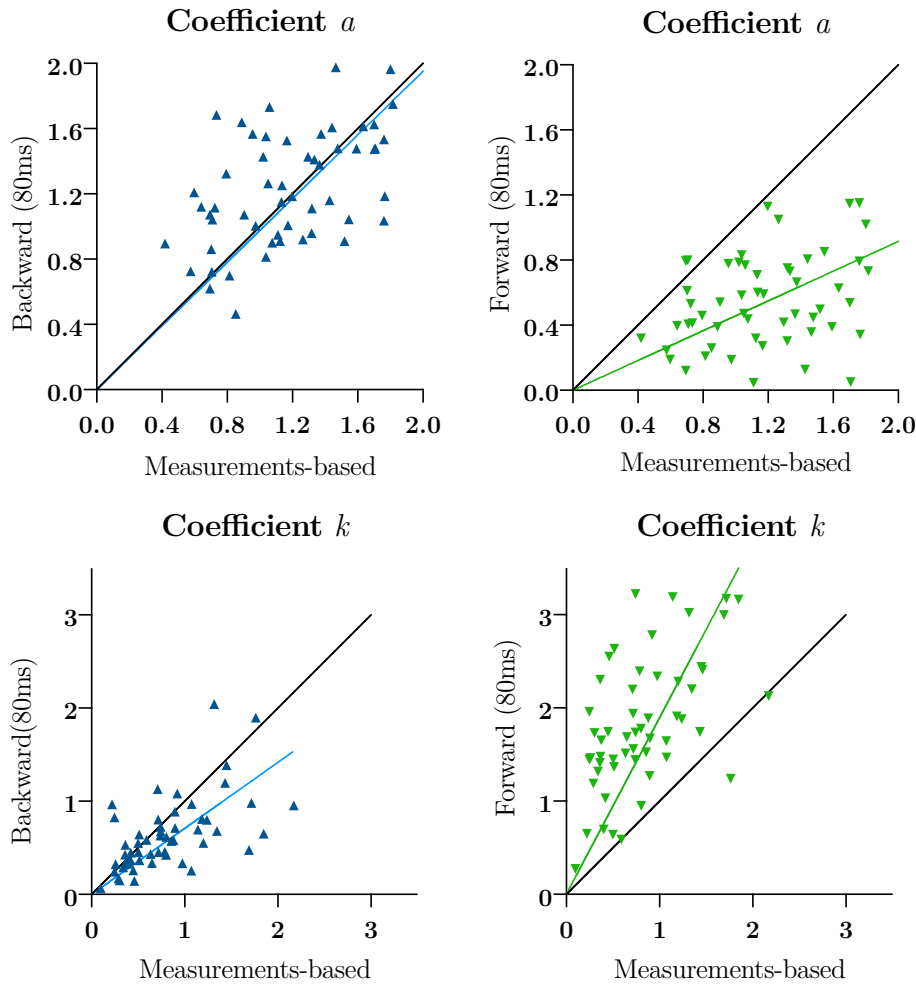 Coefficient a
Backward (80ms)
2.0
1.6
1.2
0.8
0.4
0.0
0.0 0.4 0.8 1.2 1.6 2.0
Measurements-based
Coefficient a
Forward (80ms)
2.0
1.6
1.2
0.8
0.4
0.0
0.0 0.4 0.8 1.2 1.6 2.0
Measurements-based
Coefficient k
Backward(80ms)
3
2
1
0
0 1 2 3
Measurements-based
Coefficient k
Forward (80ms)
3
2
1
0
0 1 2 3
Measurements-based